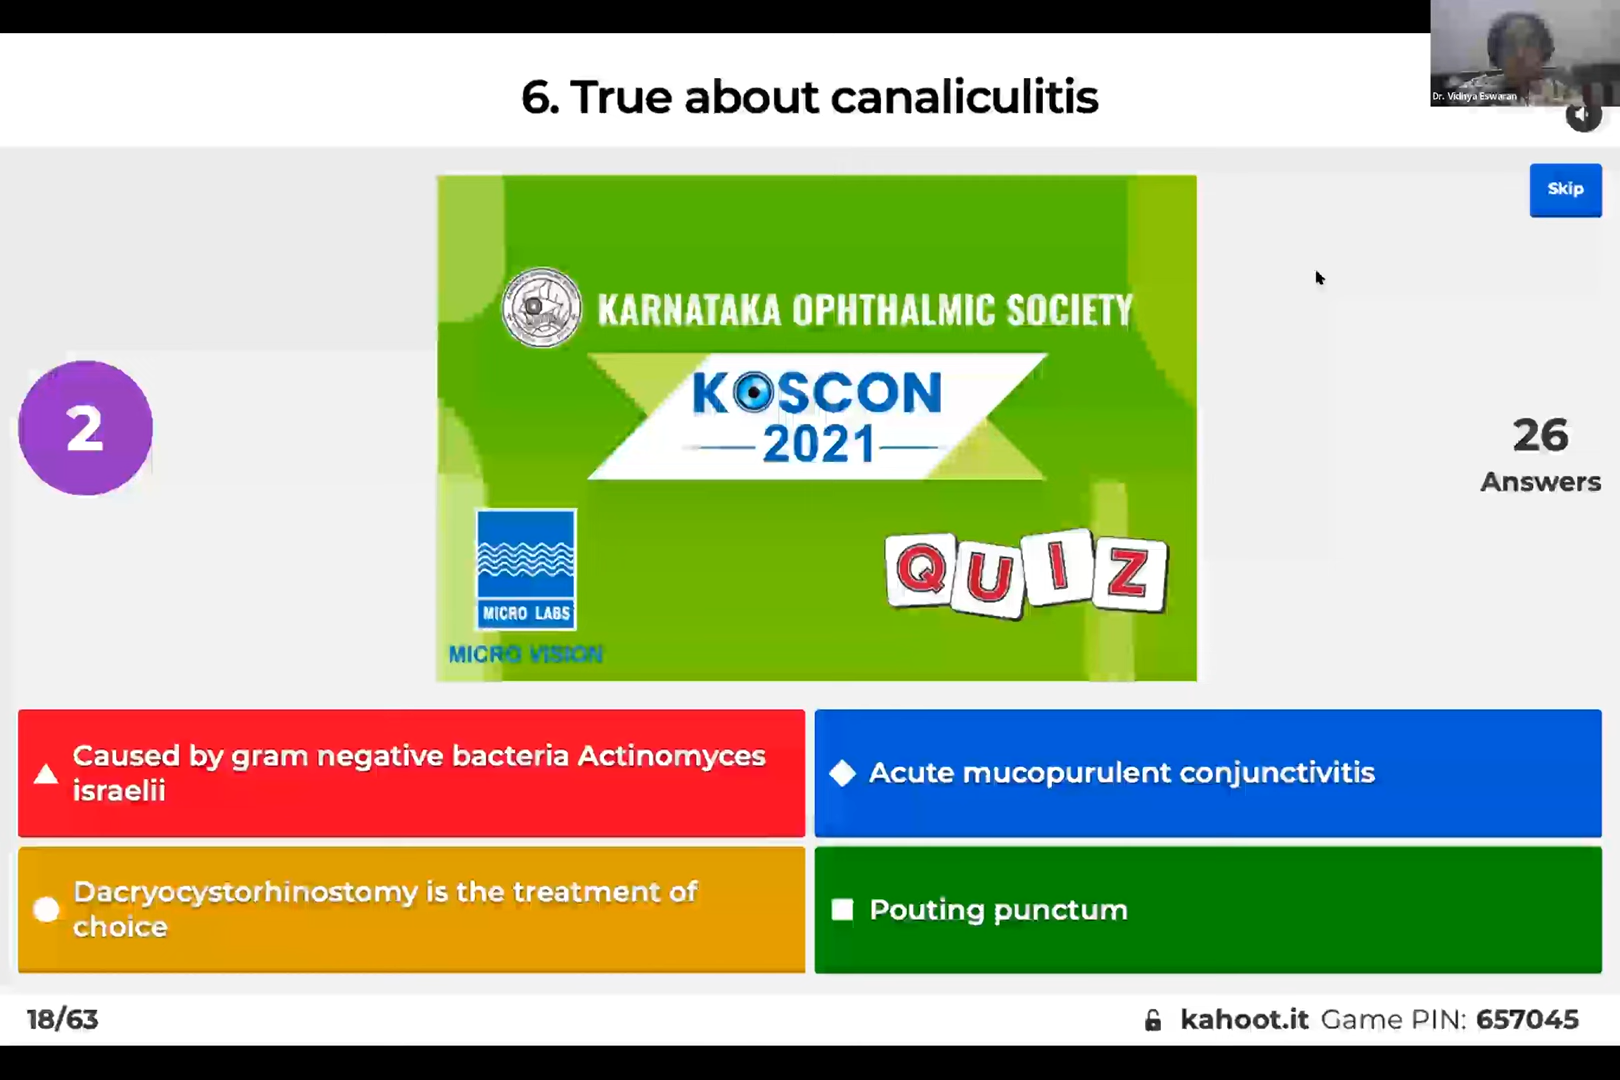 6. True about canaliculitis
Dr. Vidhya Eswaran
Skip
KARNATAKA OPHTHALMIC SOCIETY
KOSCON
2021
2
26
Answers
QUIZ
MICRO LABS
MICRO VISION
Caused by gram negative bacteria Actinomyces
israelii
Acute mucopurulent conjunctivitis
Dacryocystorhinostomy is the treatment of
choice
Pouting punctum
18/63
kahoot.it Game PIN: 657045